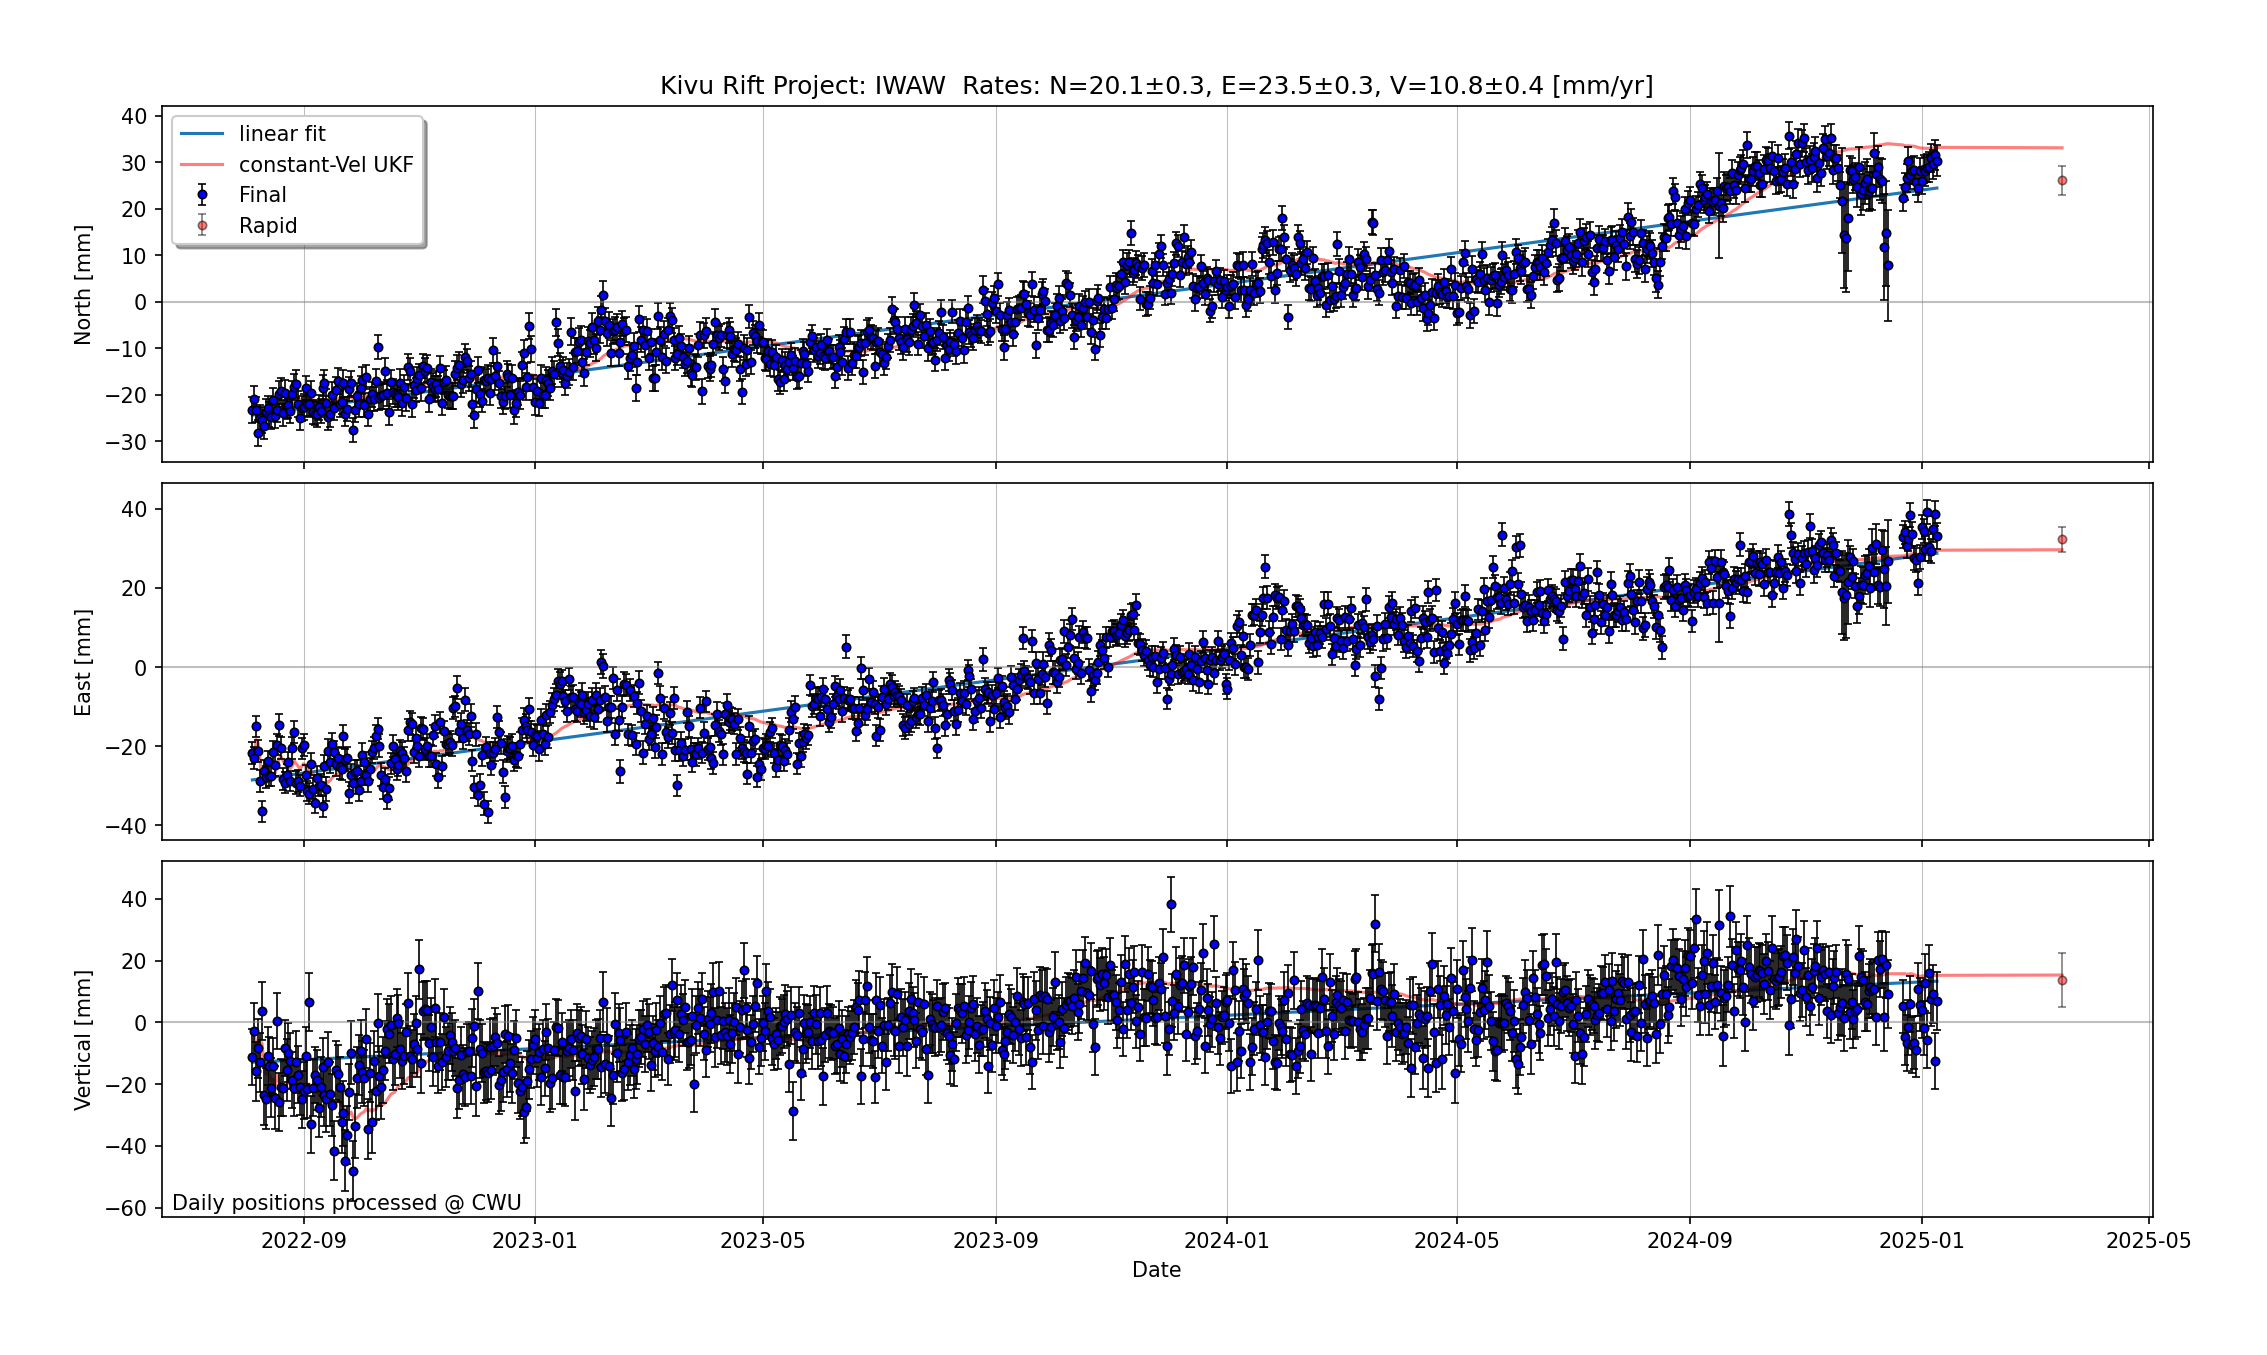 Kivu Rift Project: IWAW  Rates: N=20.1±0.3, E=23.5±0.3, V=10.8±0.4 [mm/yr]
linear fit
constant-Vel UKF
Final
Rapid
North [mm]
40
30
20
10
0
−10
−20
−30
East [mm]
40
20
0
−20
−40
Vertical [mm]
40
20
0
−20
−40
−60
Daily positions processed @ CWU
2022-09 2023-01 2023-05 2023-09 2024-01 2024-05 2024-09 2025-01 2025-05
Date